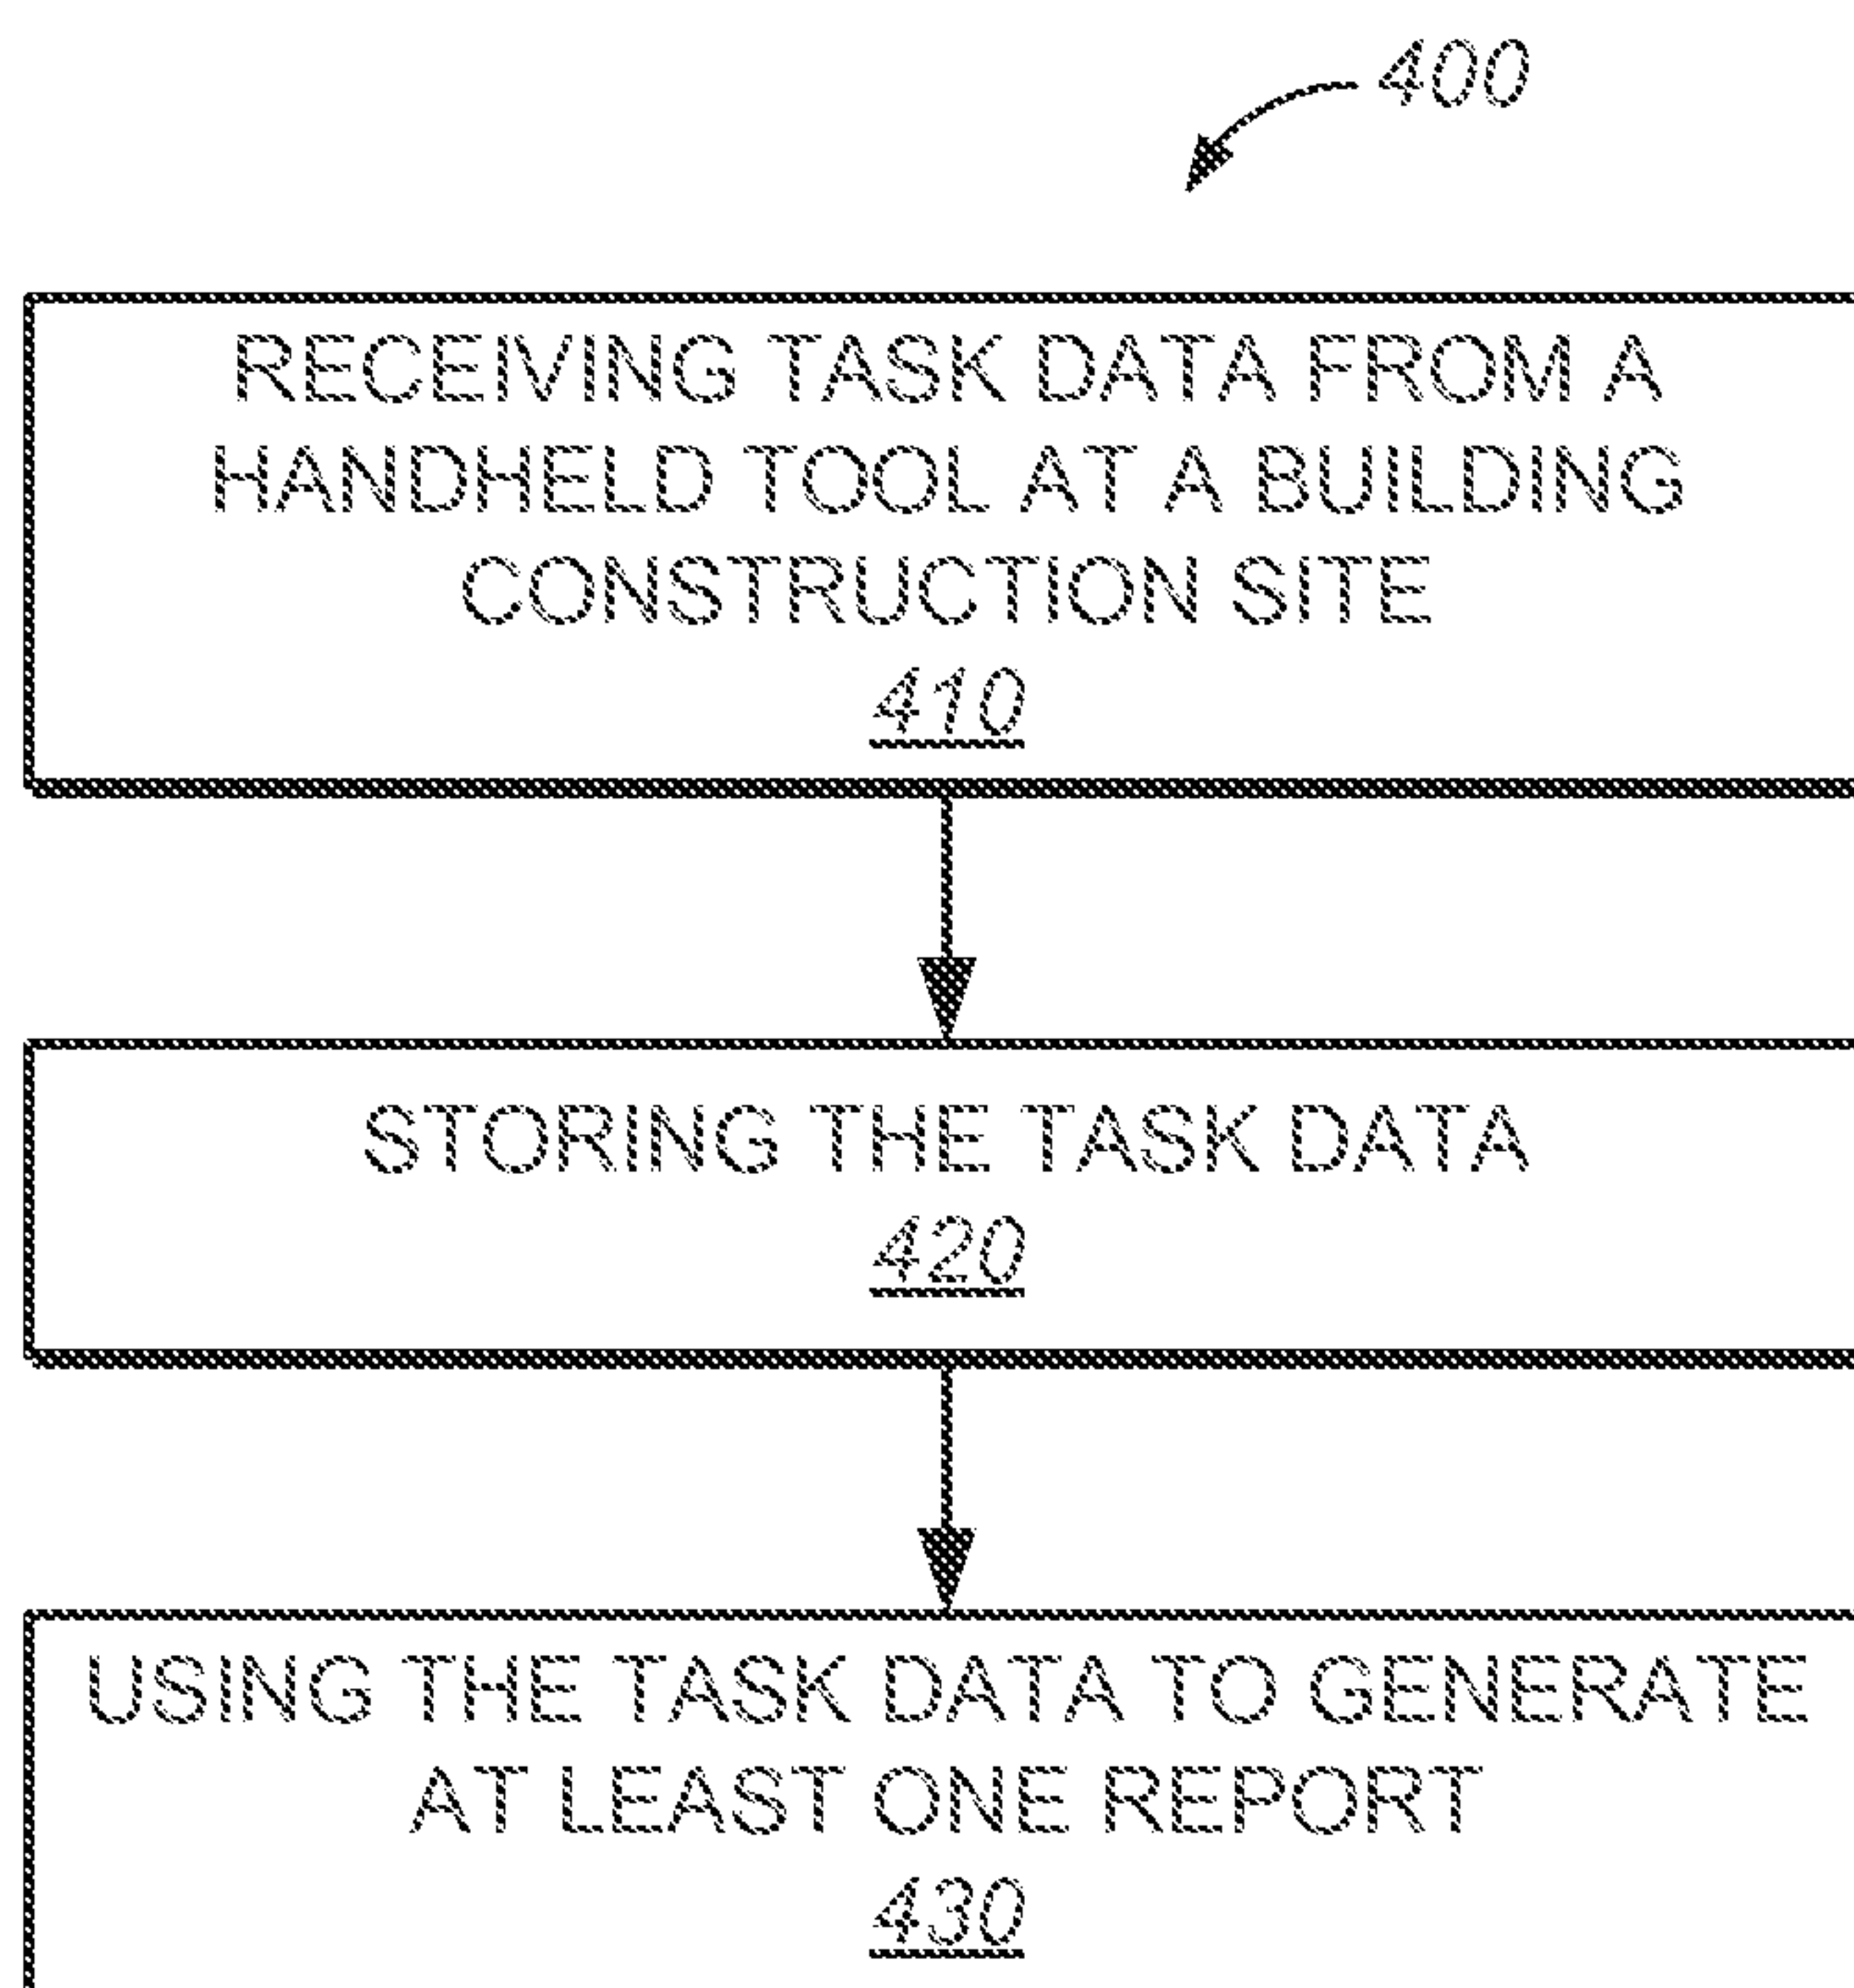 400
RECEIVING TASK DATA FROM A
HANDHELD TOOL AT A BUILDING
CONSTRUCTION SITE
410
STORING THE TASK DATA
420
USING THE TASK DATA TO GENERATE
AT LEAST ONE REPORT
430